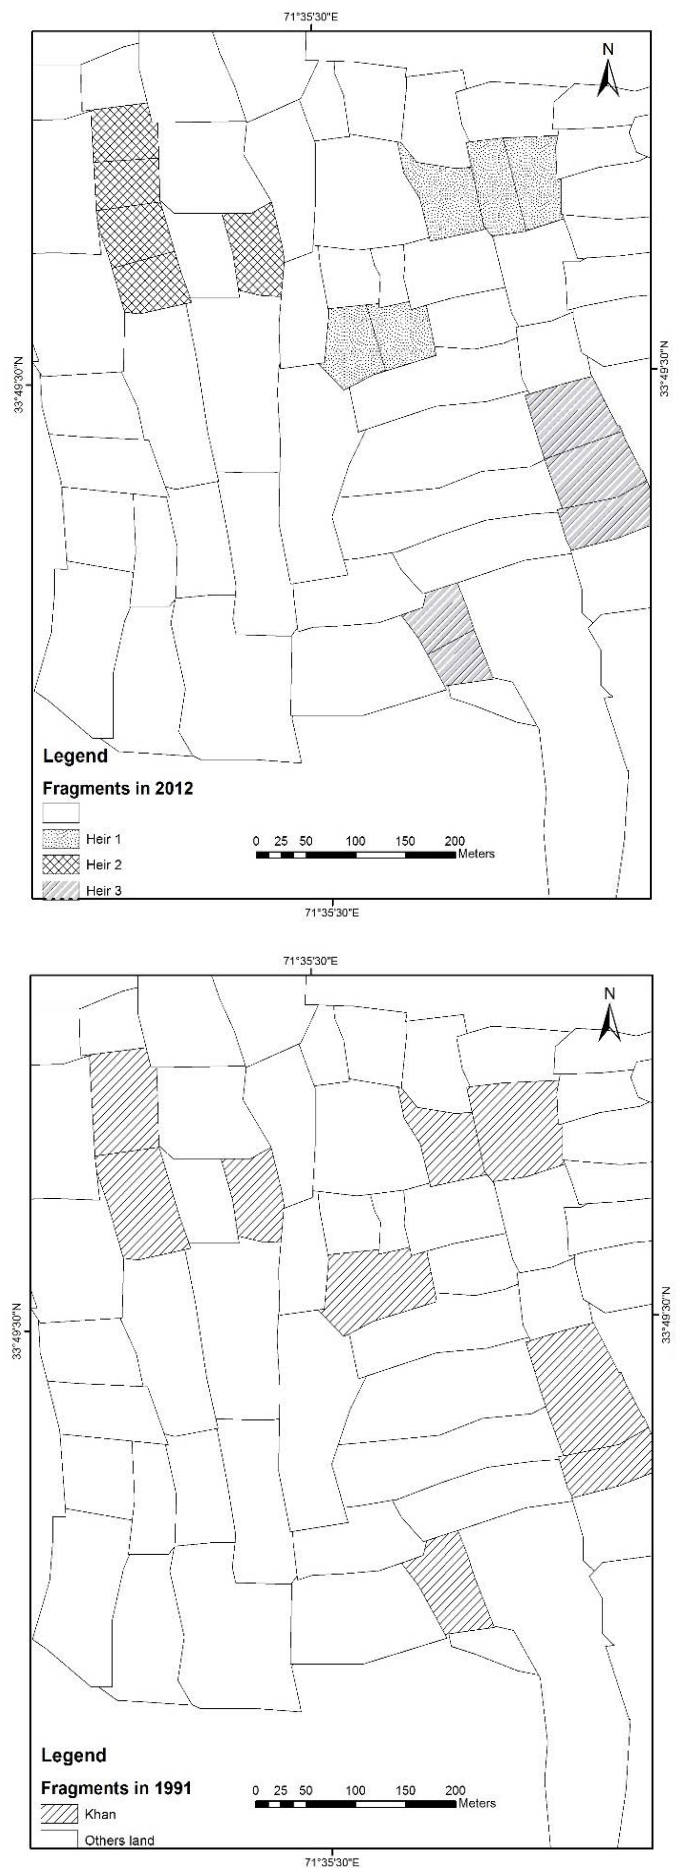 71°35'30"E
N
33°49'30"N
33°49'30"N
Legend
Fragments in 2012
Heir 1
Heir 2
Heir 3
0 25 50 100 150 200
Meters
71°35'30"E
71°35'30"E
N
33°49'30"N
33°49'30"N
Legend
Fragments in 1991
Khan
Others land
0 25 50 100 150 200
Meters
71°35'30"E